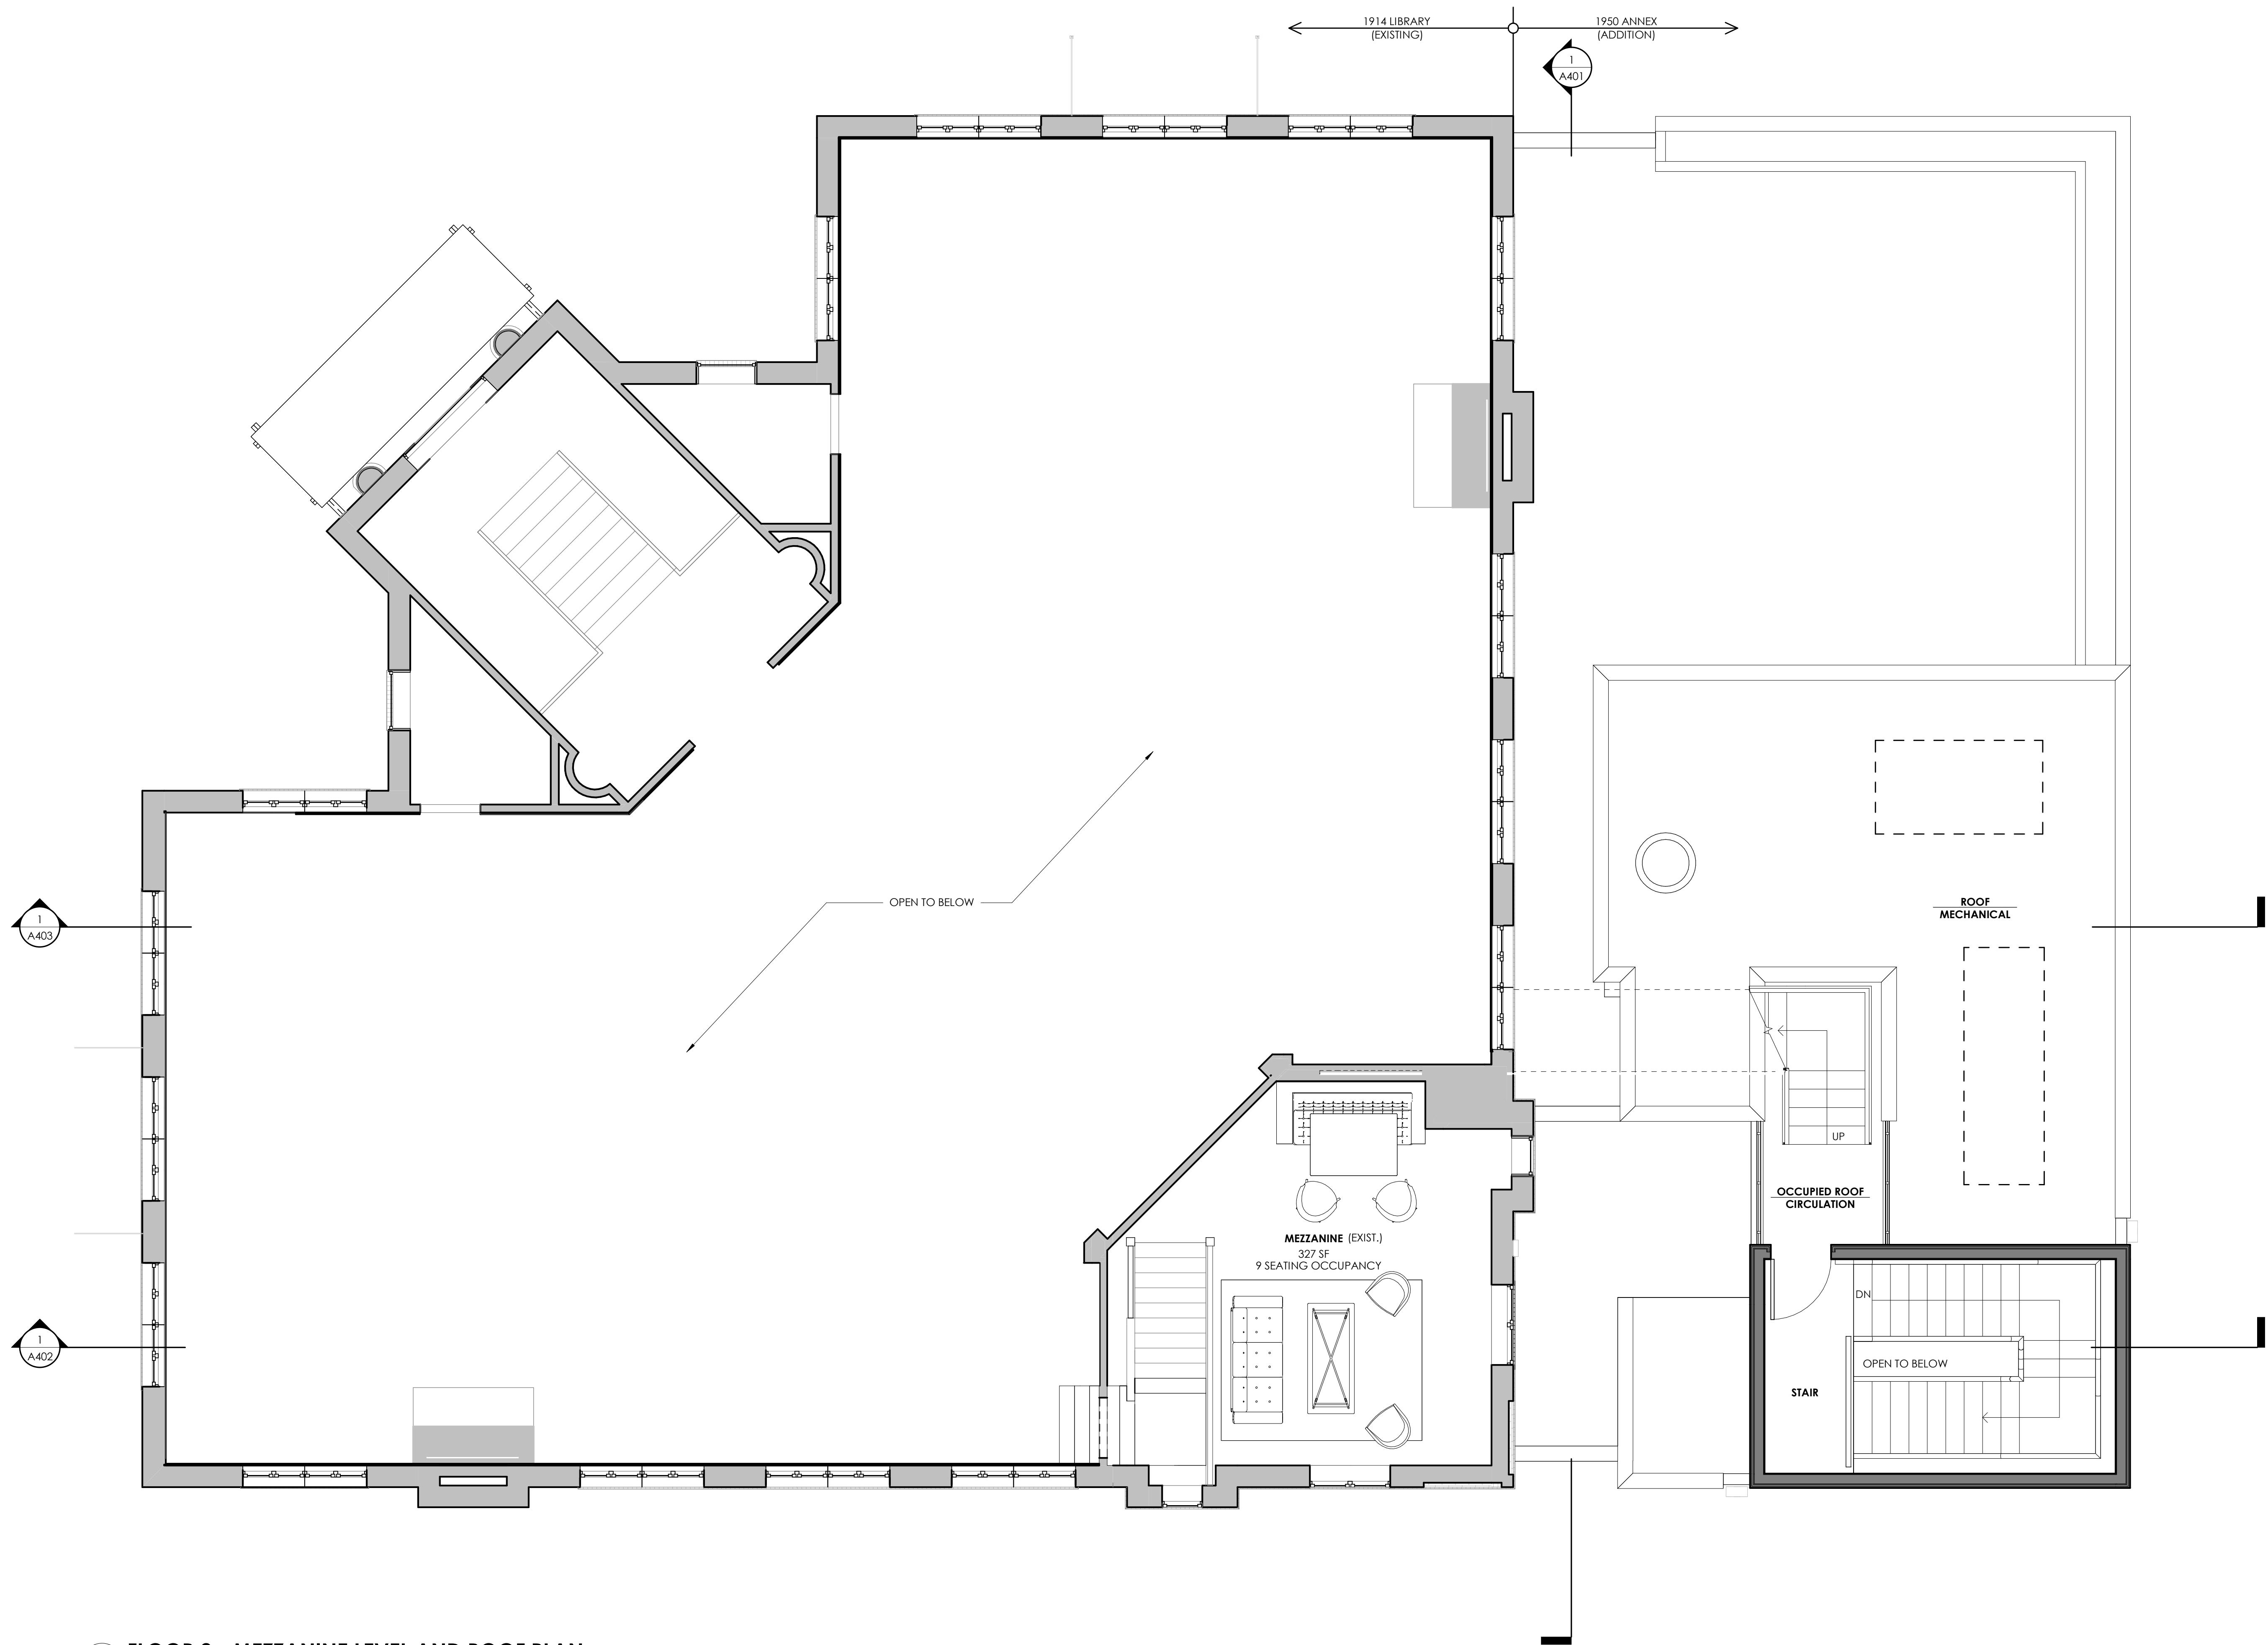 1914 LIBRARY
(EXISTING)
1950 ANNEX
(ADDITION)
1
A401
OPEN TO BELOW
1
A403
ROOF
MECHANICAL
UP
OCCUPIED ROOF
CIRCULATION
MEZZANINE (EXIST.)
327 SF
9 SEATING OCCUPANCY
DN
OPEN TO BELOW
STAIR
1
A402